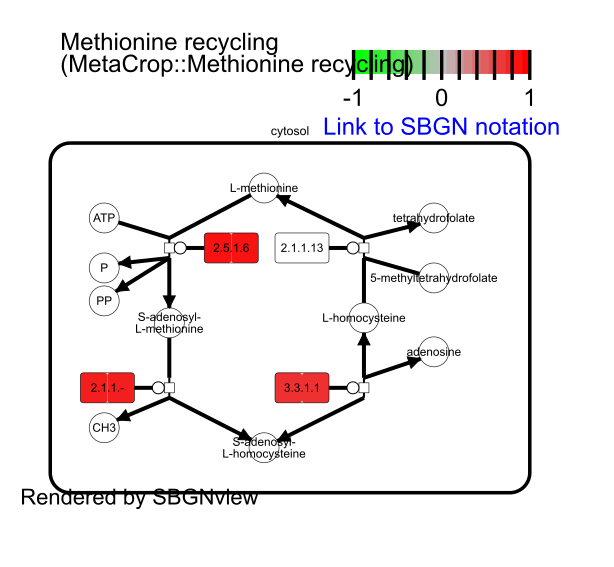 Methionine recycling
(MetaCrop::Methionine recycling)
-1 0 1
Link to SBGN notation
cytosol
L-methionine
ATP
tetrahydrofolate
2.5.1.6
2.1.1.13
P
5-methyltetrahydrofolate
PP
S-adenosyl-
L-methionine
L-homocysteine
adenosine
2.1.1.-
3.3.1.1
CH3
S-adenosyl-
L-homocysteine
Rendered by SBGNview